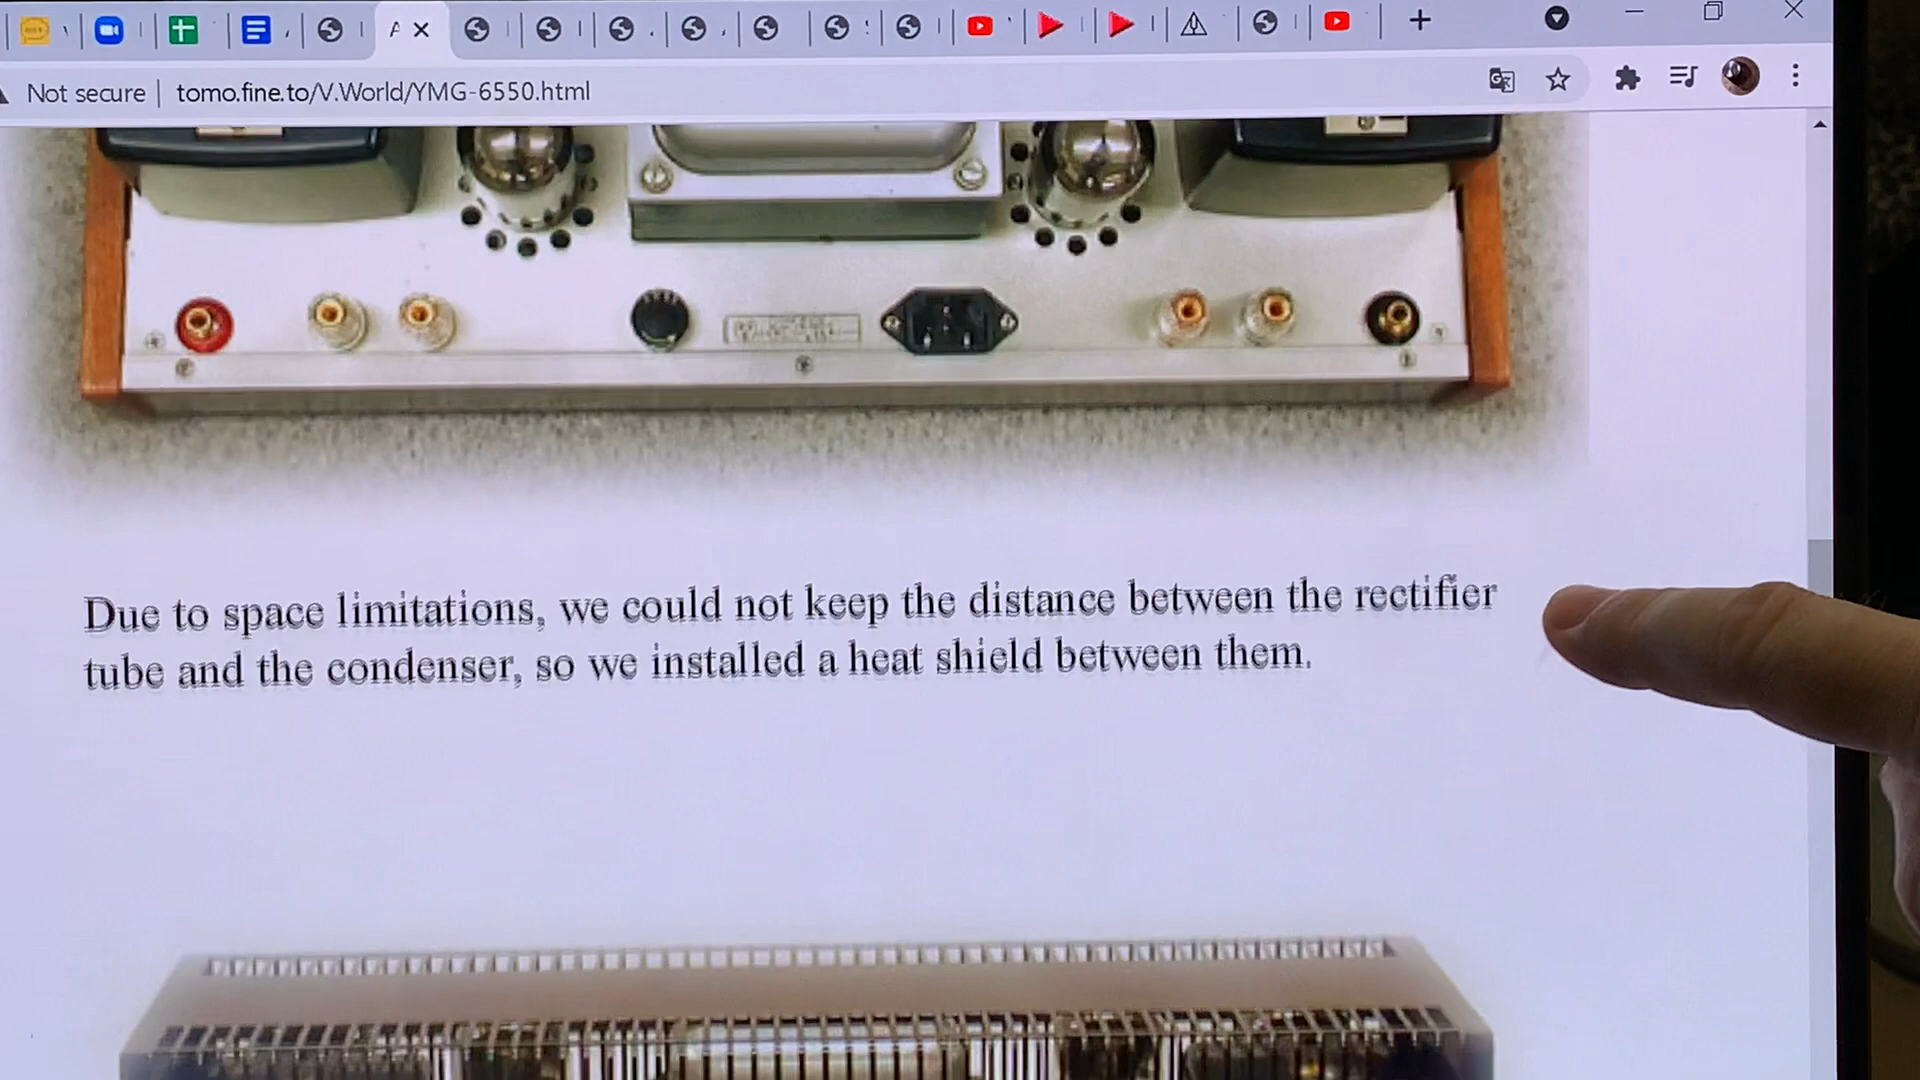 Not secure | tomo.fine.to/V.World/YMG-6550.html
Due to space limitations, we could not keep the distance between the rectifier
tube and the condenser, so we installed a heat shield between them.